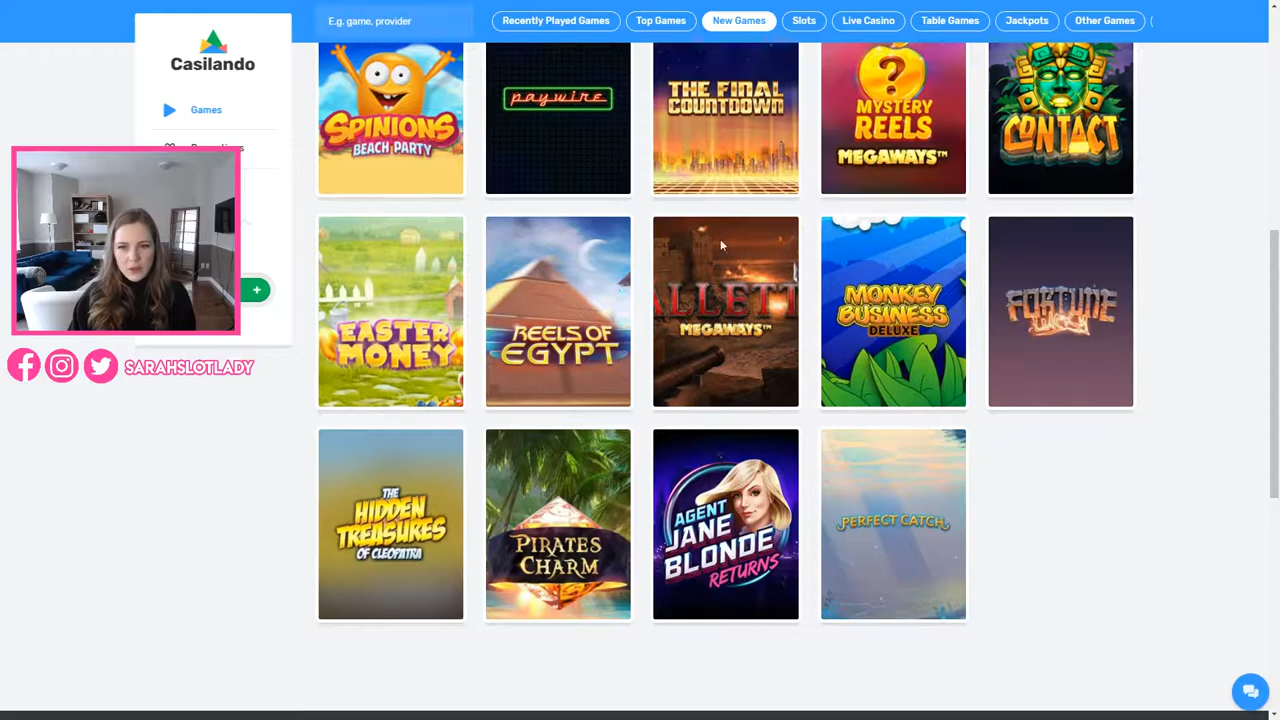 E.g. game, provider
Recently Played Games
Top Games
New Games
Slots
Live Casino
Table Games
Jackpots
Other Games
Casilando
Games
SARAHSLOTLADY
SPINIONS
BEACH PARTY
paywire
THE FINAL
COUNTDOWN
MYSTERY
REELS
MEGAWAYS™
CONTACT
EASTER
MONEY
REELS OF
EGYPT
MEGAWAYS™
MONKEY
BUSINESS
DELUXE
FORTUNE
THE
HIDDEN
TREASURES
OF CLEOPATRA
PIRATES
CHARM
AGENT
JANE
BLONDE
RETURNS
PERFECT CATCH